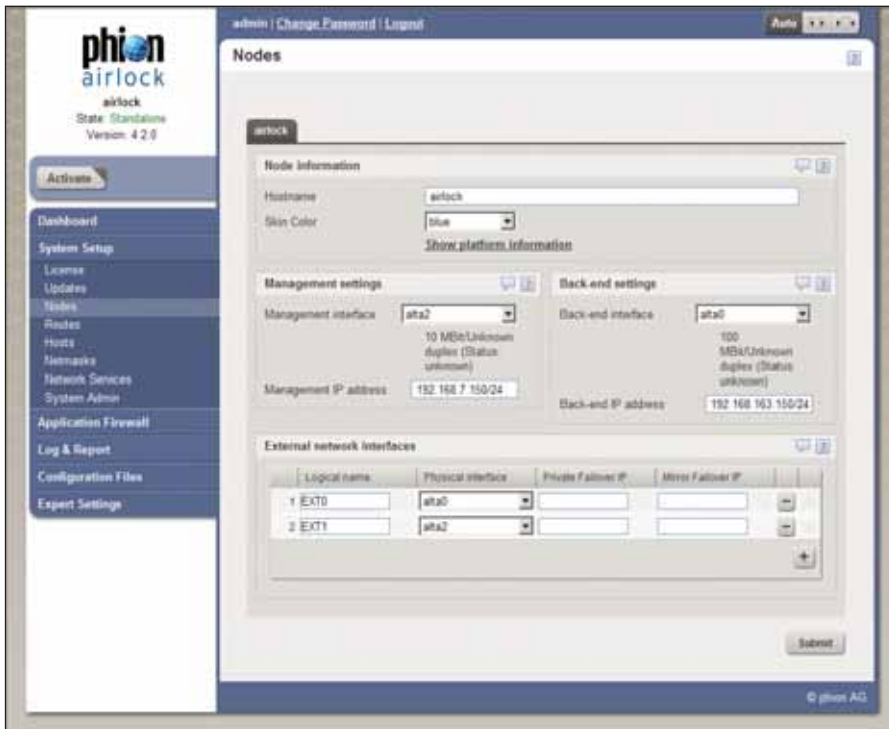 phion
airlock
airlock
State: Standalone
Version: 4.2.0
Activate
Dashboard
System Setup
License
Updates
Nodes
Routes
Hosts
Netmasks
Network Services
System Admin
Application Firewall
Log & Report
Configuration Files
Expert Settings
admin | Change Password | Logout
Auto
Nodes
airlock
Node information
Hostname airlock
Skin Color blue
Show platform information
Management settings
Management interface alta2
10 MBit/Unknown
duplex (Status
unknown)
Management IP address 192.168.7.150/24
Back-end settings
Back-end interface alta0
100
MBit/Unknown
duplex (Status
unknown)
Back-end IP address 192.168.163.150/24
External network interfaces
Logical name Physical interface Private Failover IP Mirror Failover IP
1 EXT0 alta0 −
2 EXT1 alta2 −
+
Submit
© phion AG